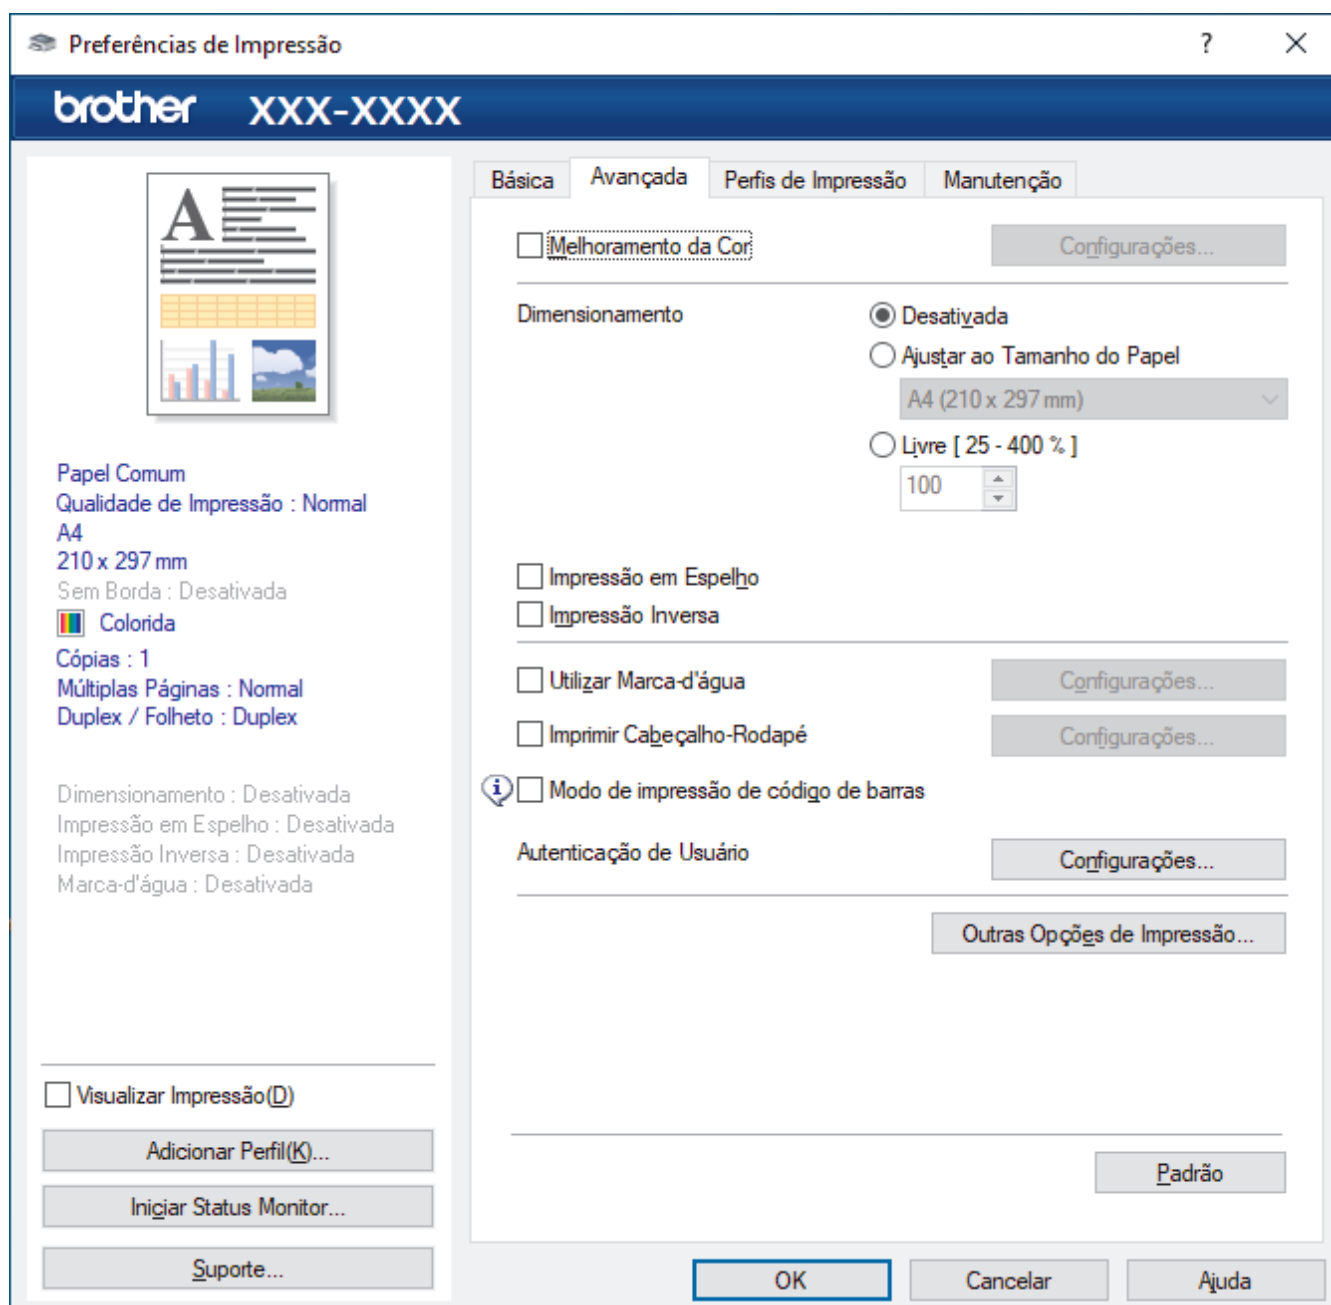 Preferências de Impressão
?
brother XXX-XXXX
A
Papel Comum
Qualidade de Impressão : Normal
A4
210 x 297 mm
Sem Borda : Desativada
Colorida
Cópias : 1
Múltiplas Páginas : Normal
Duplex / Folheto : Duplex
Dimensionamento : Desativada
Impressão em Espelho : Desativada
Impressão Inversa : Desativada
Marca-d'água : Desativada
Visualizar Impressão(D)
Adicionar Perfil(K)...
Iniciar Status Monitor...
Suporte...
Básica Avançada Perfis de Impressão Manutenção
Melhoramento da Cor Configurações...
Dimensionamento Desativada
Ajustar ao Tamanho do Papel
A4 (210 x 297 mm)
Livre [ 25 - 400 % ]
100
Impressão em Espelho
Impressão Inversa
Utilizar Marca-d'água Configurações...
Imprimir Cabeçalho-Rodapé Configurações...
Modo de impressão de código de barras
Autenticação de Usuário Configurações...
Outras Opções de Impressão...
Padrão
OK Cancelar Ajuda